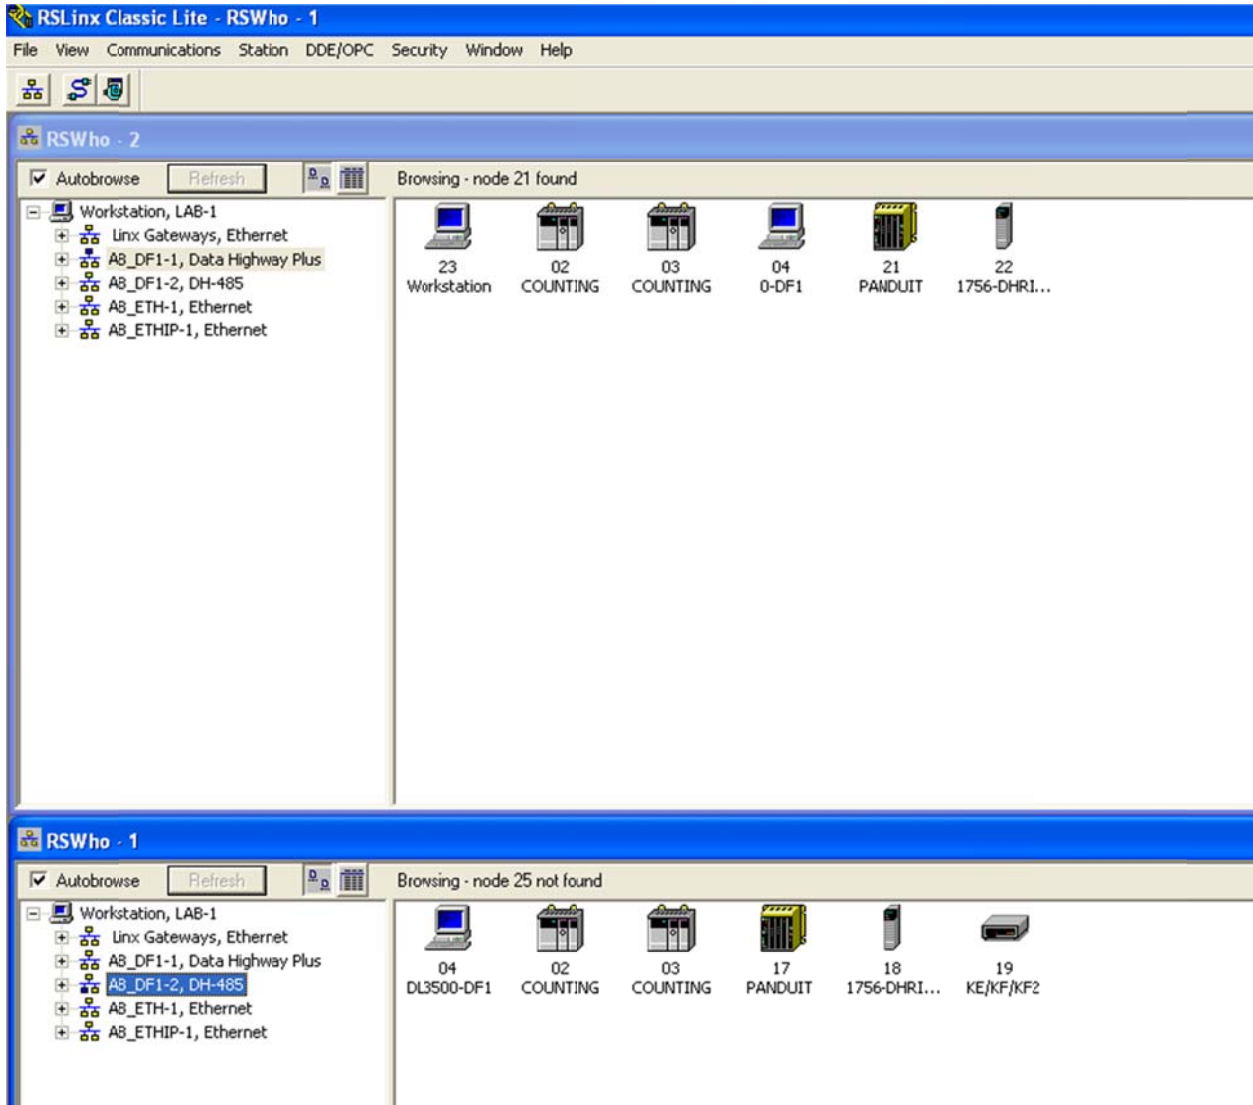 RSLinx Classic Lite - RSWho - 1
File View Communications Station DDE/OPC Security Window Help
RSWho - 2
Autobrowse Refresh Browsing - node 21 found
Workstation, LAB-1
Linx Gateways, Ethernet
AB_DF1-1, Data Highway Plus
AB_DF1-2, DH-485
AB_ETH-1, Ethernet
AB_ETHIP-1, Ethernet
23 02 03 04 21 22
Workstation COUNTING COUNTING 0-DF1 PANDUIT 1756-DHRI...
RSWho - 1
Autobrowse Refresh Browsing - node 25 not found
Workstation, LAB-1
Linx Gateways, Ethernet
AB_DF1-1, Data Highway Plus
AB_DF1-2, DH-485
AB_ETH-1, Ethernet
AB_ETHIP-1, Ethernet
04 02 03 17 18 19
DL3500-DF1 COUNTING COUNTING PANDUIT 1756-DHRI... KE/KF/KF2